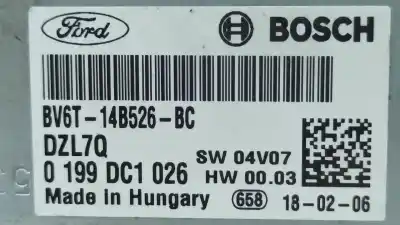 Ford BOSCH
BV6T-14B526-BC
DZL7Q
0 199 DC1 026 SW 04V07
HW 00.03
Made in Hungary 658 18-02-06